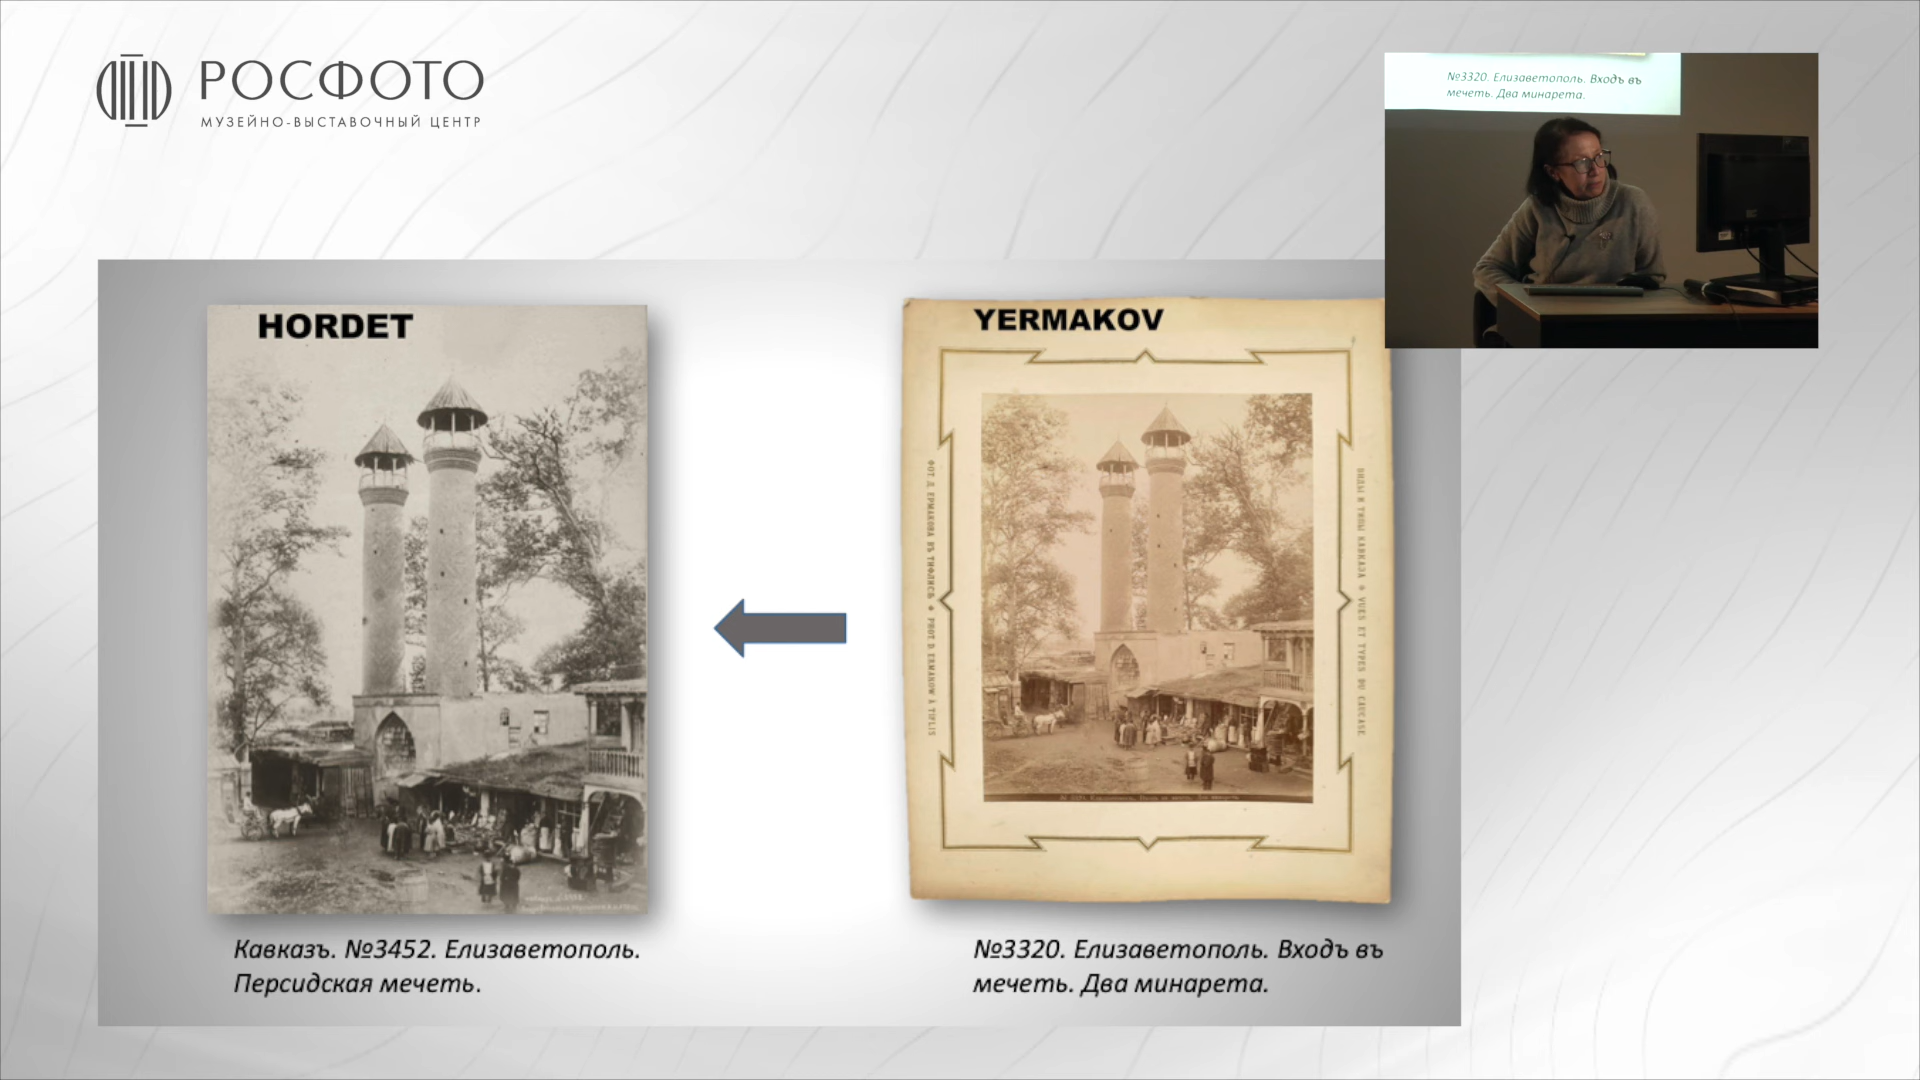 РОСФОТО
МУЗЕЙНО-ВЫСТАВОЧНЫЙ ЦЕНТР
№3320. Елизаветополь. Входъ въ
мечеть. Два минарета.
HORDET
YERMAKOV
ФОТ. Д. ЕРМАКОВА ВЪ ТИФЛИСѢ ❖ PHOT. D. ERMAKOW À TIFLIS
ВИДЫ И ТИПЫ КАВКАЗА ❖ VUES ET TYPES DU CAUCASE
Кавказъ. №3452. Елизаветополь.
Персидская мечеть.
№3320. Елизаветополь. Входъ въ
мечеть. Два минарета.